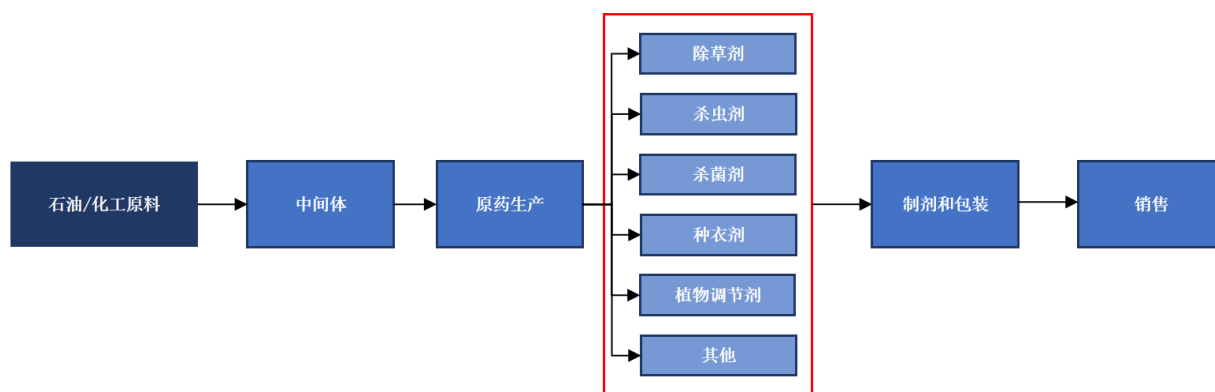 石油/化工原料
中间体
原药生产
除草剂
杀虫剂
杀菌剂
种衣剂
植物调节剂
其他
制剂和包装
销售